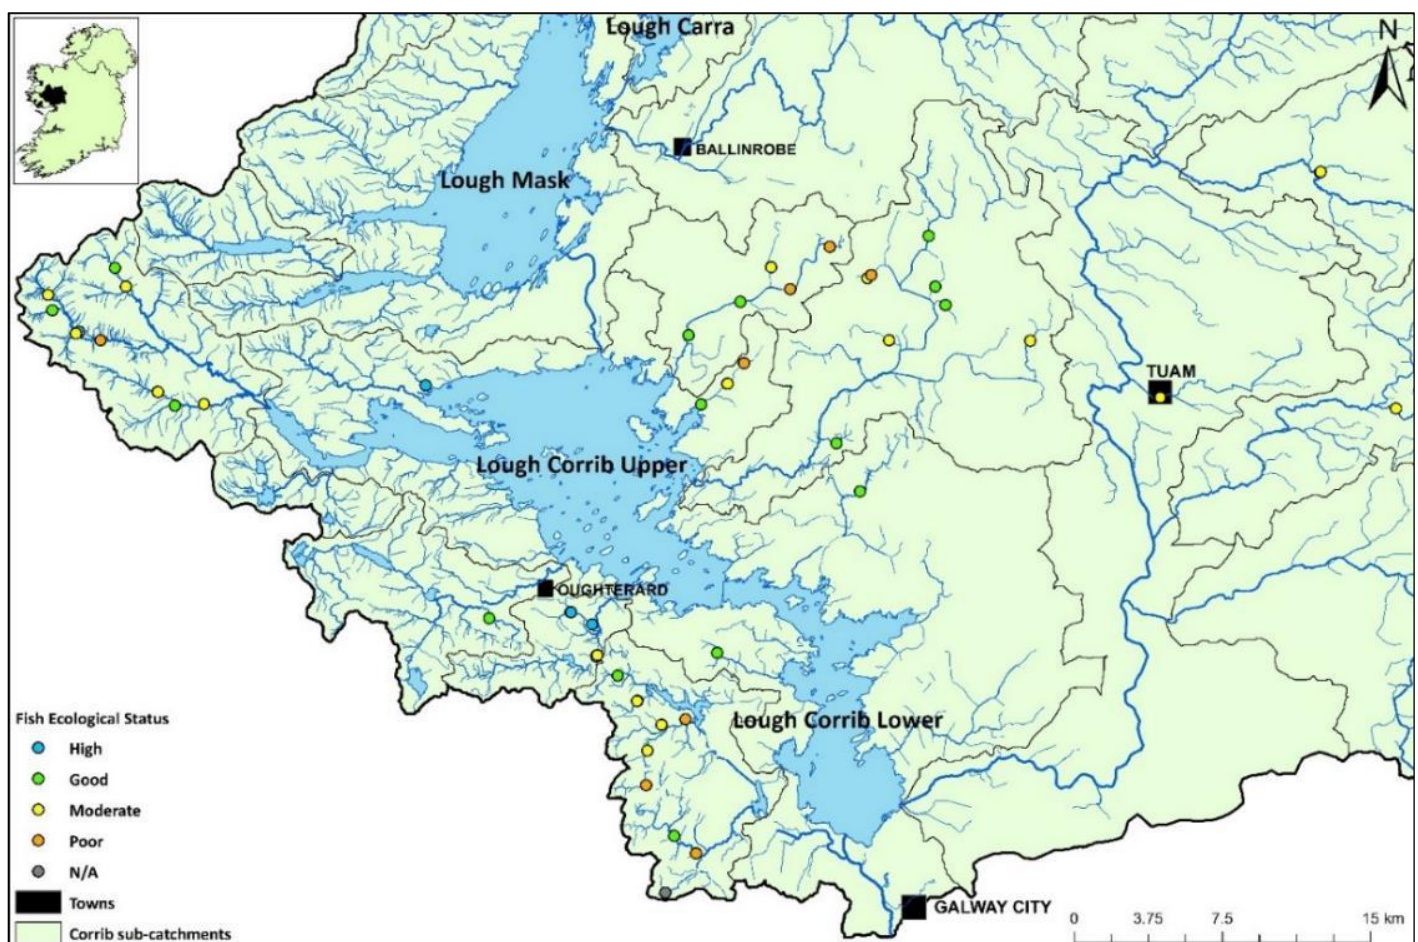 Lough Carra
N
BALLINROBE
Lough Mask
TUAM
Lough Corrib Upper
OUGHTERARD
Lough Corrib Lower
Fish Ecological Status
High
Good
Moderate
Poor
N/A
Towns
Corrib sub-catchments
GALWAY CITY
0 3.75 7.5 15 km